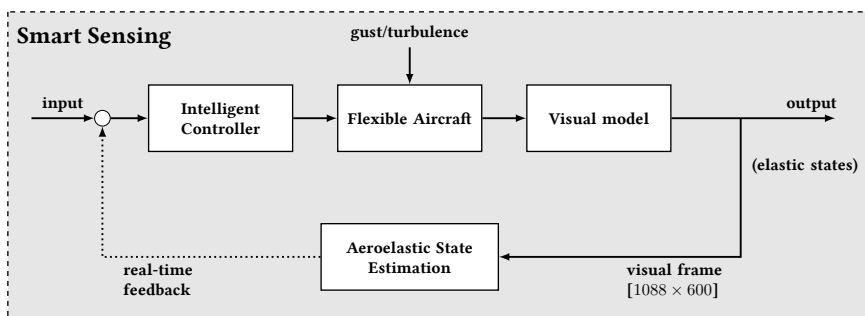 Smart Sensing
gust/turbulence
input
Intelligent
Controller
Flexible Aircraft
Visual model
output
(elastic states)
Aeroelastic State
Estimation
real-time
feedback
visual frame
[1088 × 600]